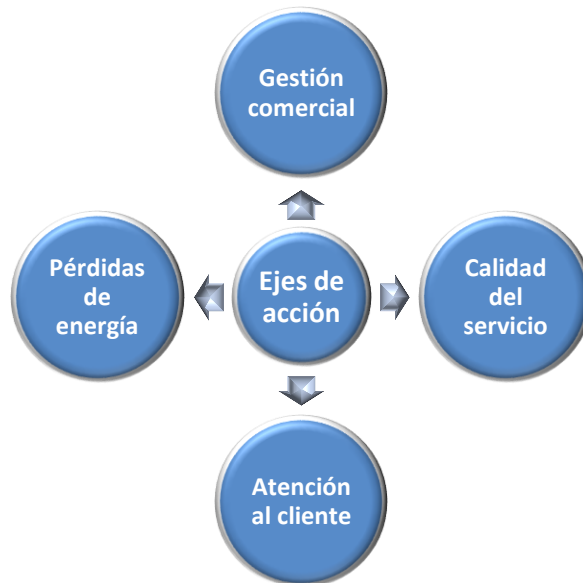 Gestión
comercial
Pérdidas
de
energía
Ejes de
acción
Calidad
del
servicio
Atención
al cliente